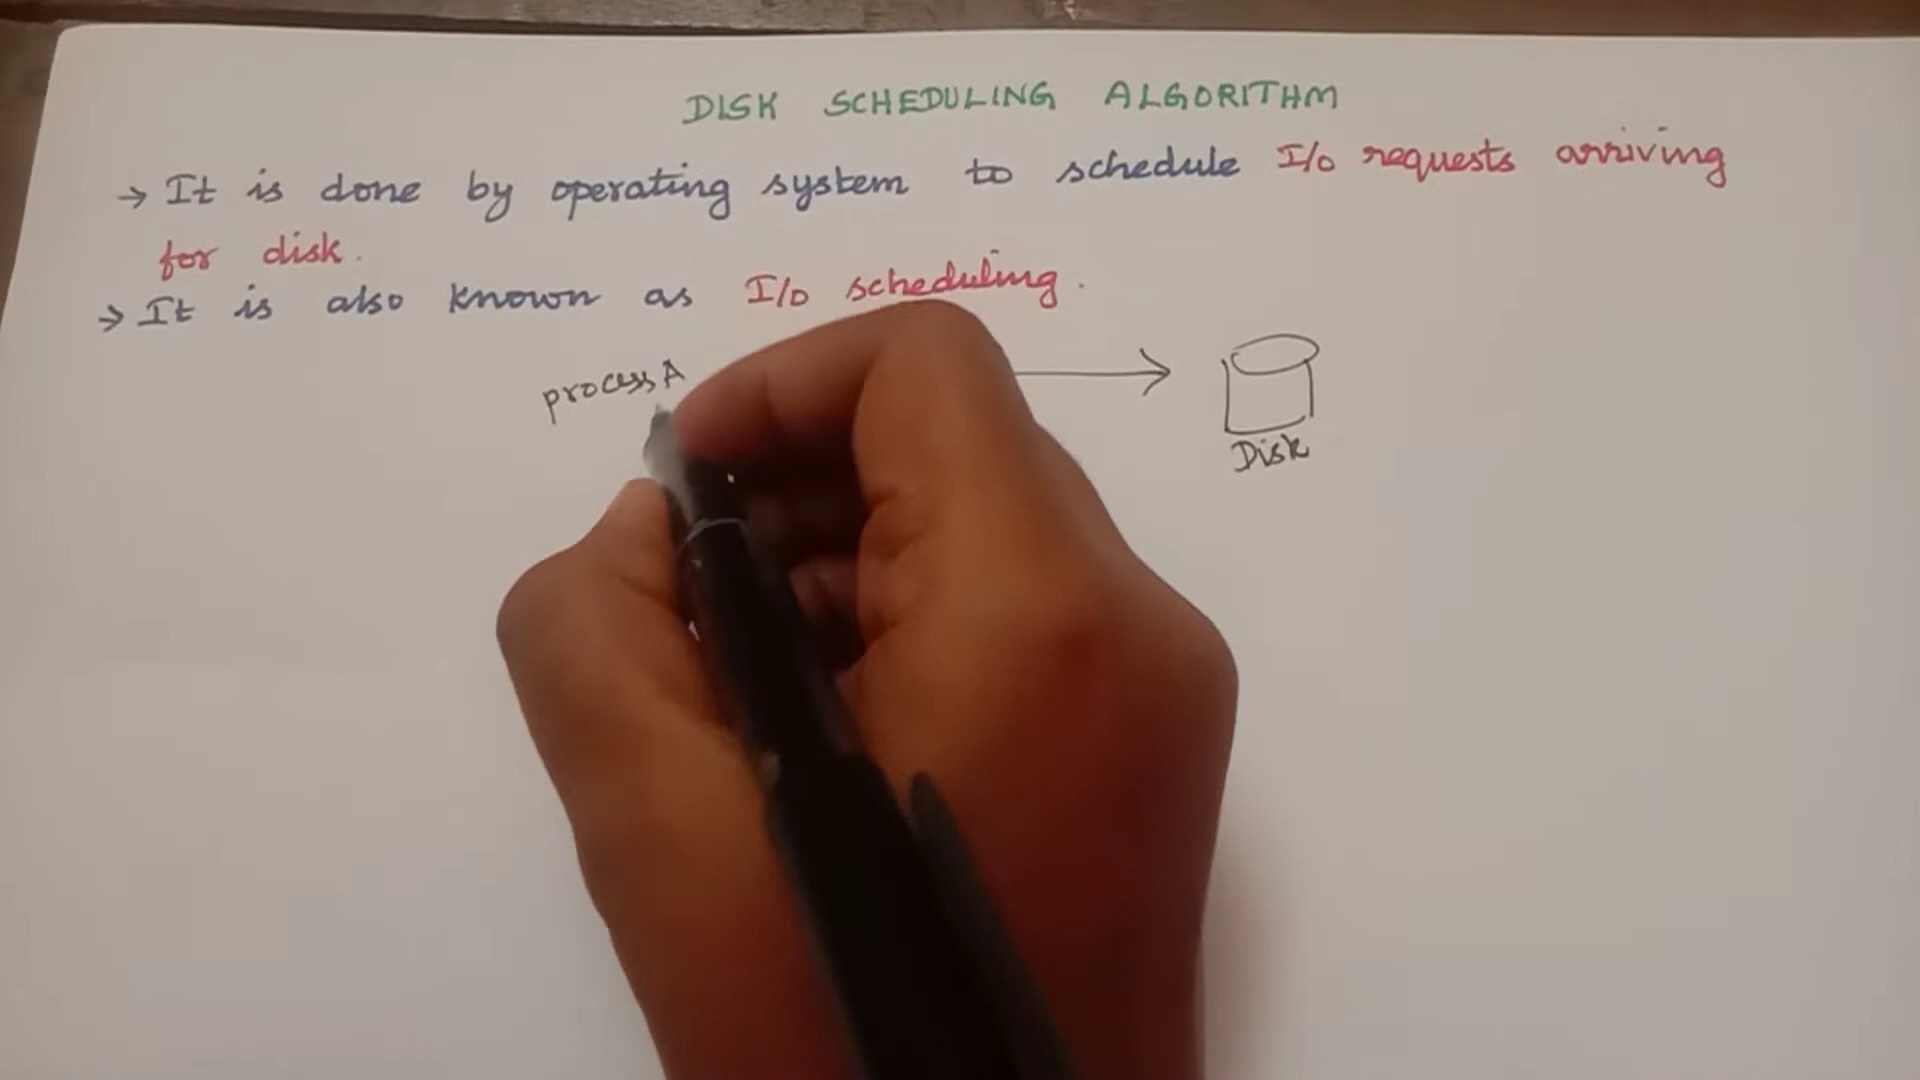 DISK SCHEDULING ALGORITHM
→ It is done by operating system to schedule I/O requests arriving
for disk.
→ It is also known as I/O scheduling.
process A
Disk